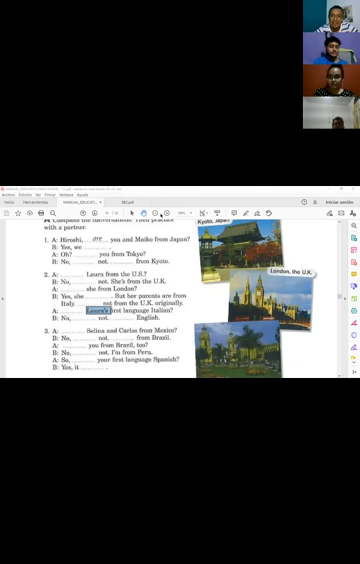 Archivo Edición Ver
Inicio Herramientas MANUAL_EDUCATI... Iniciar sesión
A Complete the conversations. Then practice
with a partner.
Kyoto, Japan
1. A: Hiroshi, are you and Maiko from Japan?
B: Yes, we .
A: Oh? you from Tokyo?
B: No, not. from Kyoto.
London, the U.K.
2. A: Laura from the U.S.?
B: No, not. She's from the U.K.
A: she from London?
B: Yes, she . But her parents are from
Italy. not from the U.K. originally.
A: Laura's first language Italian?
B: No, not. English.
3. A: Selina and Carlos from Mexico?
B: No, not. from Brazil.
A: you from Brazil, too?
B: No, not. I'm from Peru.
A: So, your first language Spanish?
B: Yes, it .